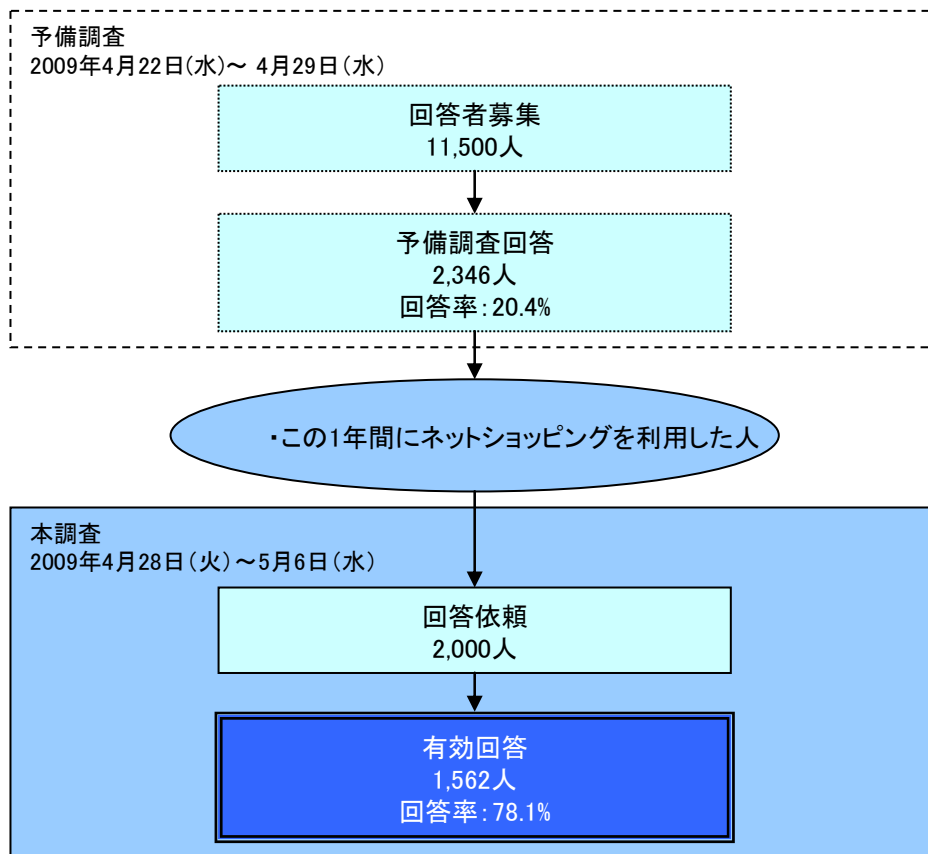 予備調査
2009年4月22日(水)～ 4月29日(水)
回答者募集
11,500人
予備調査回答
2,346人
回答率:20.4%
・この1年間にネットショッピングを利用した人
本調査
2009年4月28日(火)～5月6日(水)
回答依頼
2,000人
有効回答
1,562人
回答率:78.1%